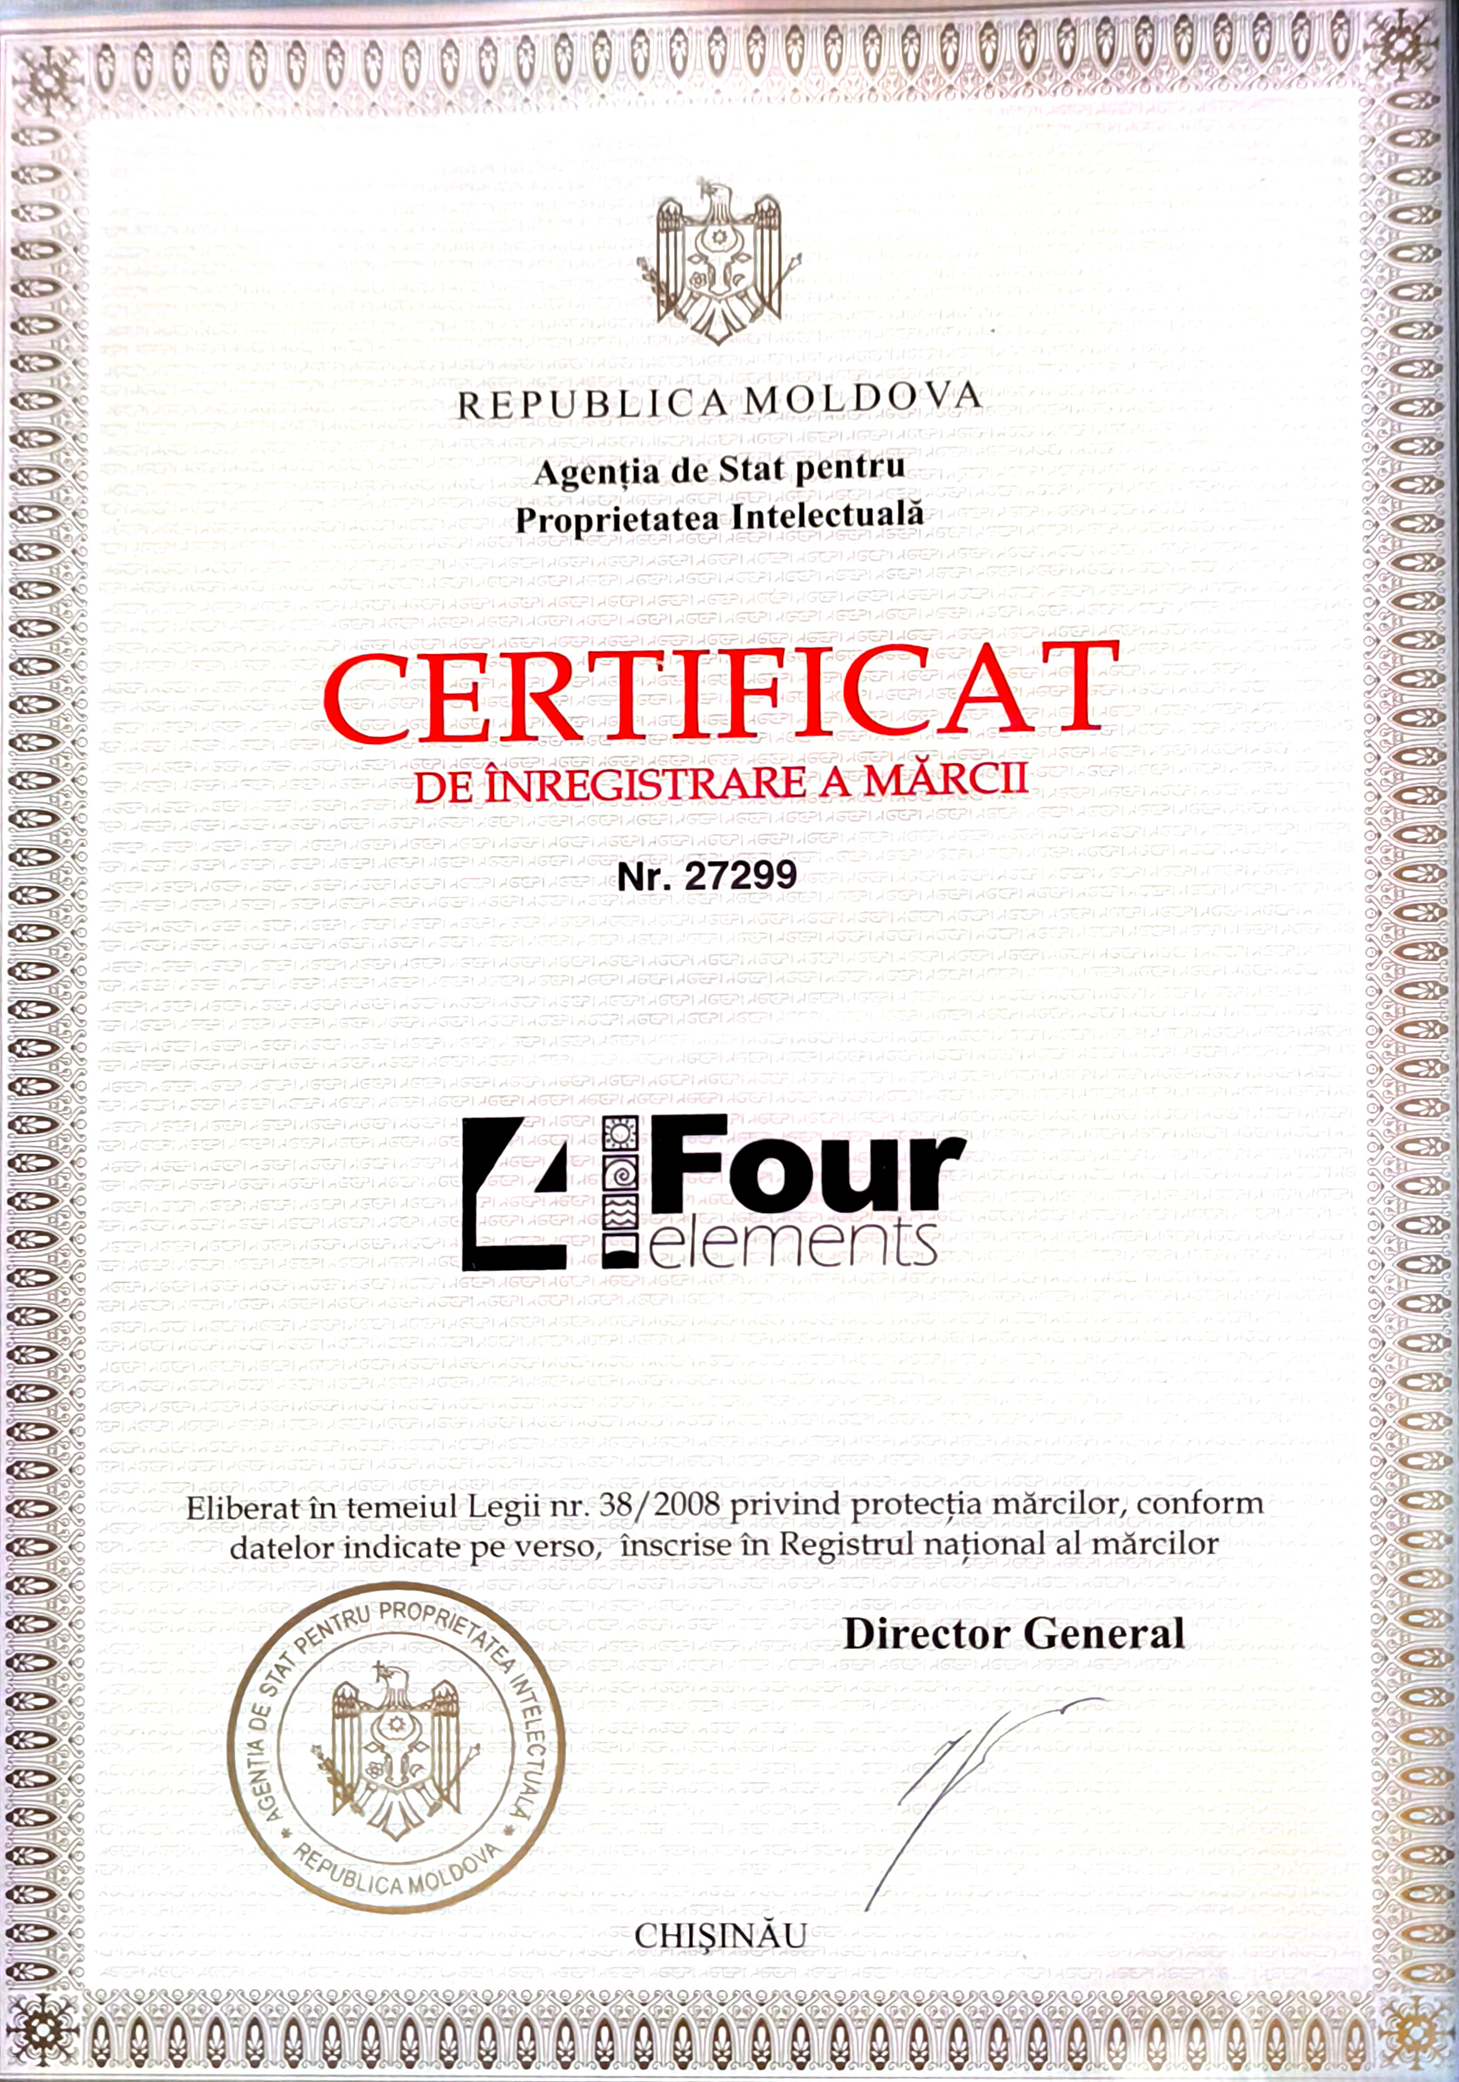 REPUBLICA MOLDOVA
Agenția de Stat pentru
Proprietatea Intelectuală
CERTIFICAT
DE ÎNREGISTRARE A MĂRCII
Nr. 27299
4 Four
elements
Eliberat în temeiul Legii nr. 38/2008 privind protecția mărcilor, conform
datelor indicate pe verso, înscrise în Registrul național al mărcilor
Director General
AGENȚIA DE STAT PENTRU PROPRIETATEA INTELECTUALĂ
* REPUBLICA MOLDOVA *
CHIȘINĂU